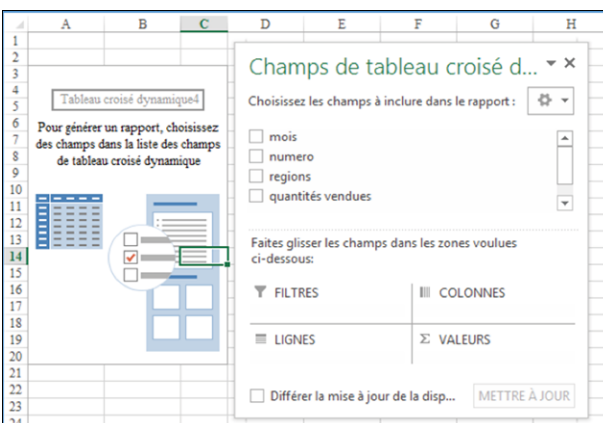 A B C D E F G H
1
2
3
4
5
6
7
8
9
10
11
12
13
14
15
16
17
18
19
20
21
22
23
24
Tableau croisé dynamique4
Pour générer un rapport, choisissez
des champs dans la liste des champs
de tableau croisé dynamique
Champs de tableau croisé d...
Choisissez les champs à inclure dans le rapport :
mois
numero
regions
quantités vendues
Faites glisser les champs dans les zones voulues
ci-dessous:
FILTRES
COLONNES
LIGNES
Σ VALEURS
Différer la mise à jour de la disp...
METTRE À JOUR